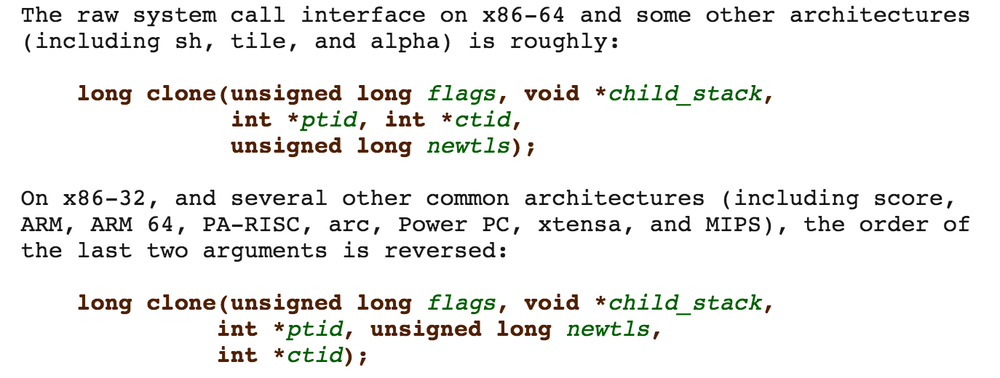 The raw system call interface on x86-64 and some other architectures
(including sh, tile, and alpha) is roughly:
long clone(unsigned long flags, void *child_stack,
int *ptid, int *ctid,
unsigned long newtls);
On x86-32, and several other common architectures (including score,
ARM, ARM 64, PA-RISC, arc, Power PC, xtensa, and MIPS), the order of
the last two arguments is reversed:
long clone(unsigned long flags, void *child_stack,
int *ptid, unsigned long newtls,
int *ctid);